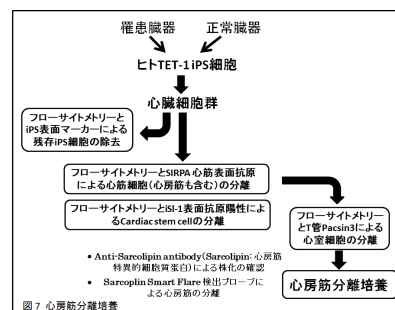 罹患臓器 正常臓器
ヒトTET-1 iPS細胞
心臓細胞群
フローサイトメトリーと
iPS表面マーカーによる
残存iPS細胞の除去
フローサイトメトリーとSIRPA 心筋表面抗原
による心筋細胞(心房筋も含む)の分離
フローサイトメトリーとiSl-1表面抗原陽性によ
るCardiac stem cellの分離
フローサイトメトリー
とT管Pacsin3による
心室細胞の分離
• Anti-Sarcolipin antibody(Sarcolipin: 心房筋
特異的細胞質蛋白)による株化の確認
• Sarcoplin Smart Flare 検出プローブと
による心房筋の分離
心房筋分離培養
図7 心房筋分離培養